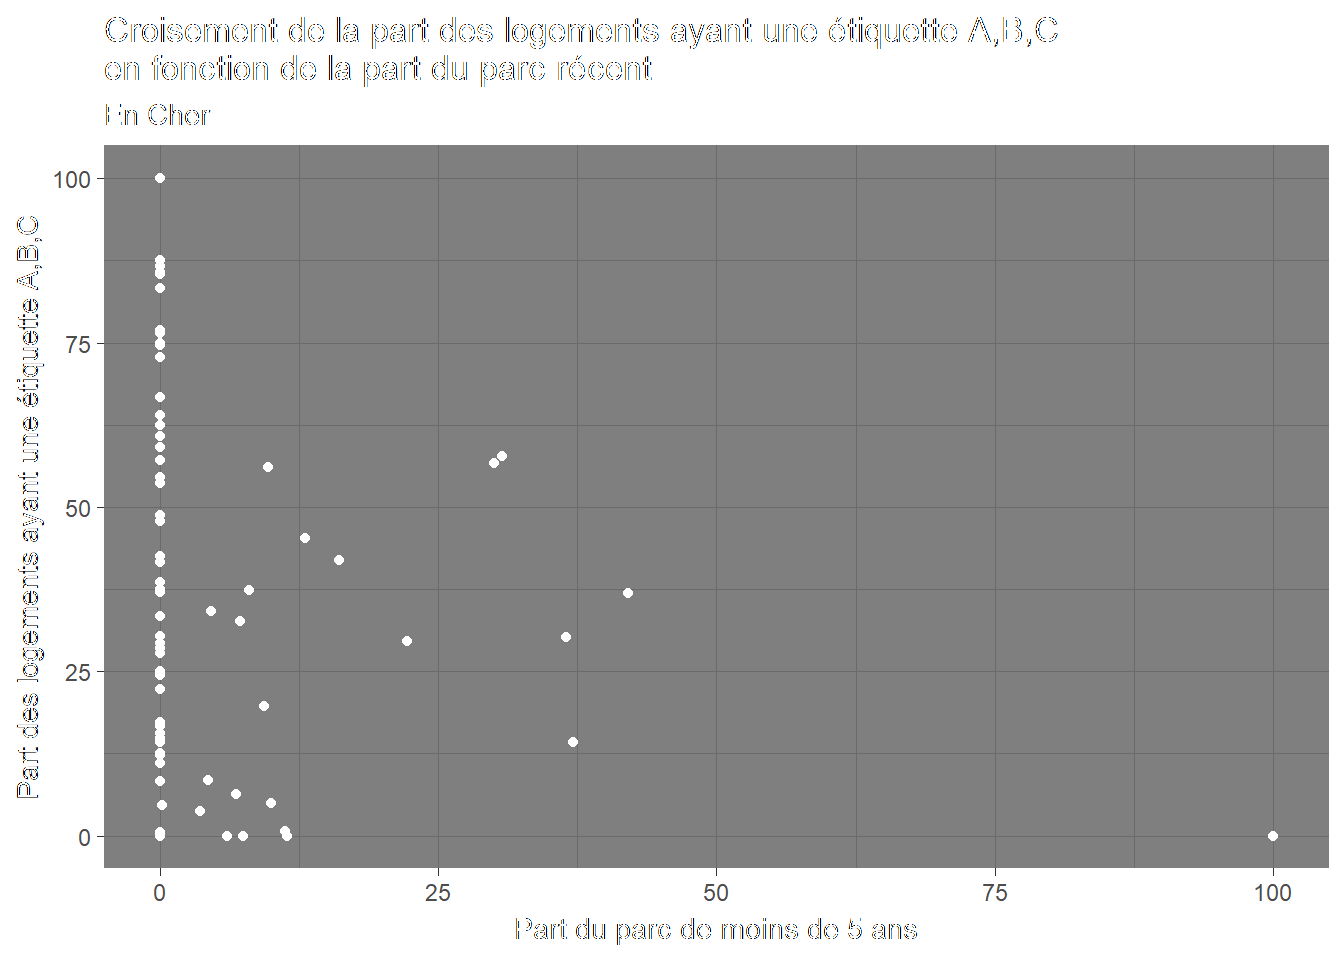 Croisement de la part des logements ayant une étiquette A,B,C
en fonction de la part du parc récent
En Cher
Part des logements ayant une étiquette A,B,C
100
75
50
25
0
0
25
50
75
100
Part du parc de moins de 5 ans